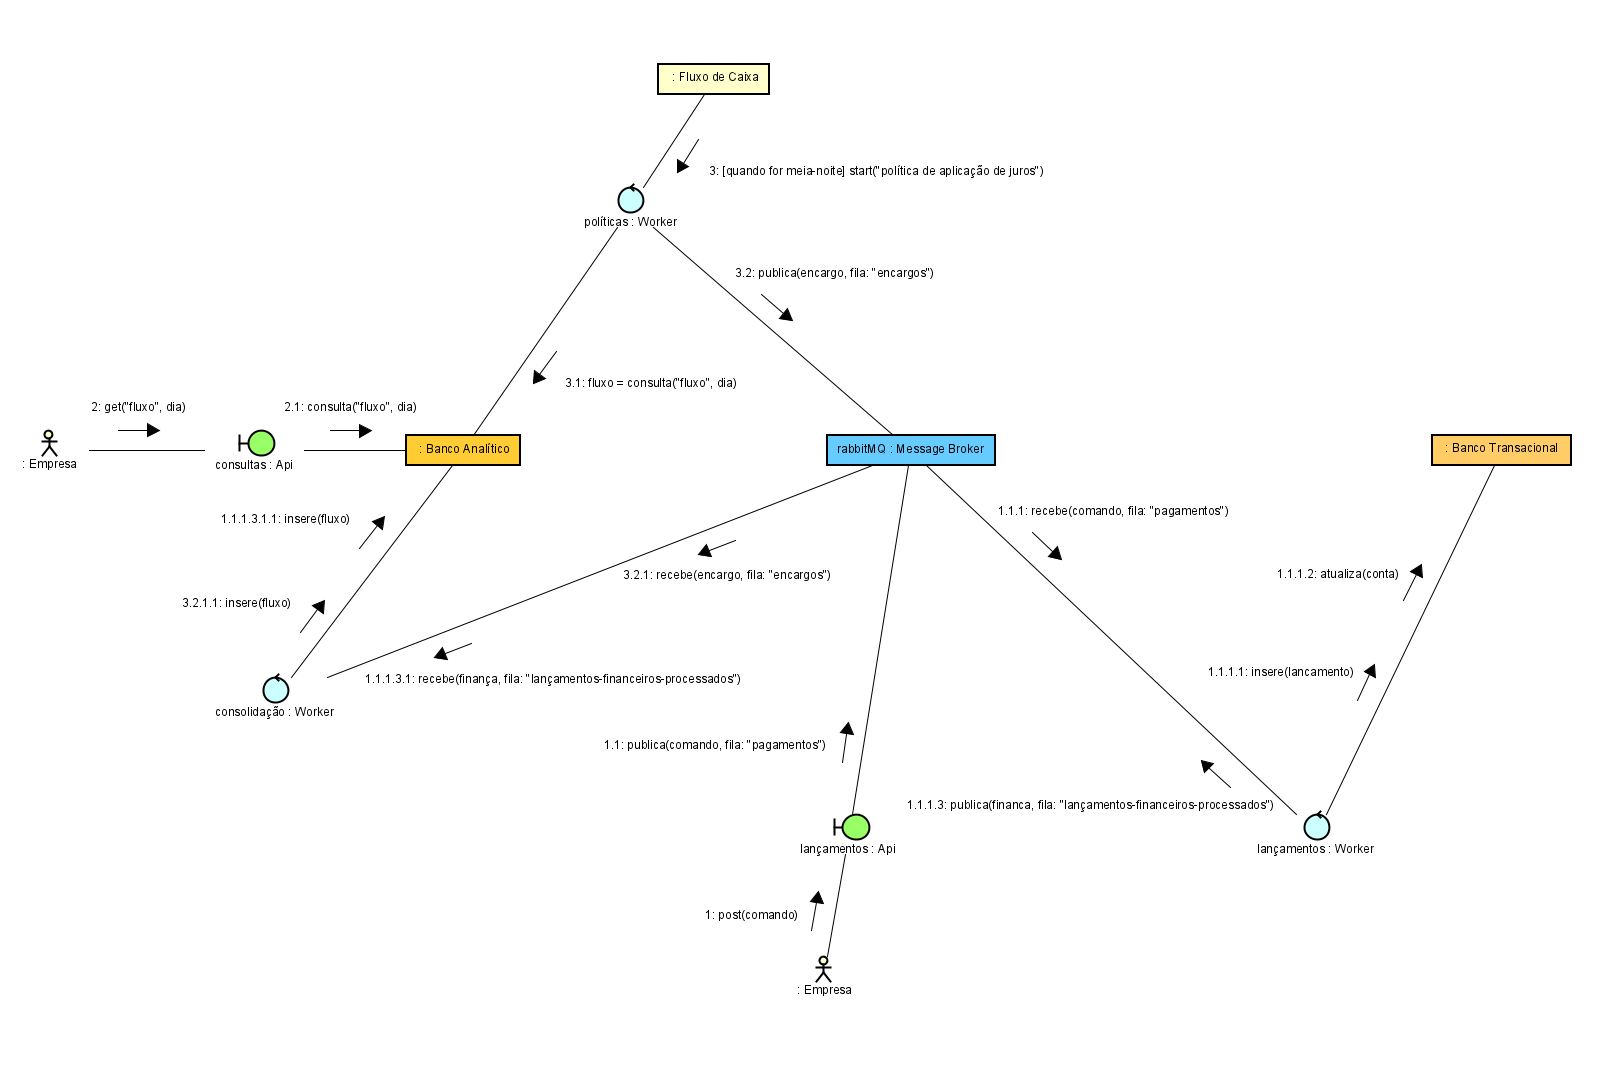 : Fluxo de Caixa
3: [quando for meia-noite] start("política de aplicação de juros")
políticas : Worker
3.2: publica(encargo, fila: "encargos")
3.1: fluxo = consulta("fluxo", dia)
2: get("fluxo", dia)
2.1: consulta("fluxo", dia)
: Empresa
consultas : Api
: Banco Analítico
rabbitMQ : Message Broker
: Banco Transacional
1.1.1.3.1.1: insere(fluxo)
1.1.1: recebe(comando, fila: "pagamentos")
3.2.1: recebe(encargo, fila: "encargos")
1.1.1.2: atualiza(conta)
3.2.1.1: insere(fluxo)
1.1.1.3.1: recebe(finança, fila: "lançamentos-financeiros-processados")
1.1.1.1: insere(lancamento)
consolidação : Worker
1.1: publica(comando, fila: "pagamentos")
1.1.1.3: publica(financa, fila: "lançamentos-financeiros-processados")
lançamentos : Api
lançamentos : Worker
1: post(comando)
: Empresa